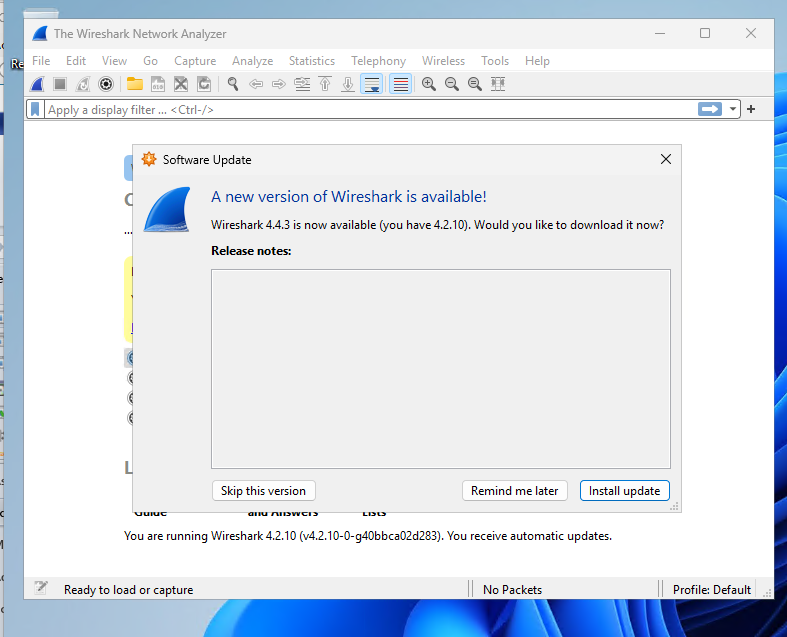 The Wireshark Network Analyzer
File Edit View Go Capture Analyze Statistics Telephony Wireless Tools Help
Apply a display filter ... <Ctrl-/>
Software Update
A new version of Wireshark is available!
Wireshark 4.4.3 is now available (you have 4.2.10). Would you like to download it now?
Release notes:
Skip this version Remind me later Install update
Guide and Answers Lists
You are running Wireshark 4.2.10 (v4.2.10-0-g40bbca02d283). You receive automatic updates.
Ready to load or capture No Packets Profile: Default